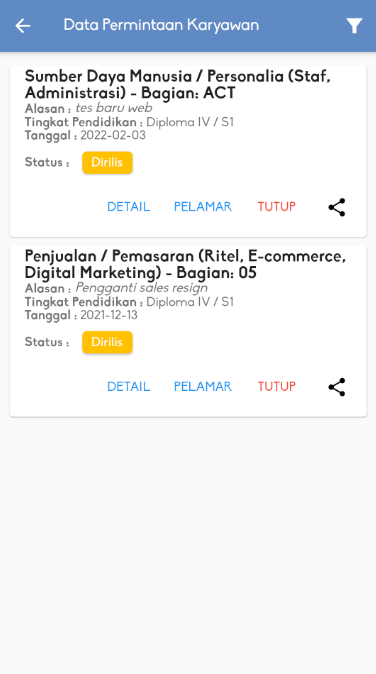 Data Permintaan Karyawan
Sumber Daya Manusia / Personalia (Staf,
Administrasi) - Bagian: ACT
Alasan : tes baru web
Tingkat Pendidikan : Diploma IV / S1
Tanggal : 2022-02-03
Status : Dirilis
DETAIL PELAMAR TUTUP
Penjualan / Pemasaran (Ritel, E-commerce,
Digital Marketing) - Bagian: 05
Alasan : Pengganti sales resign
Tingkat Pendidikan : Diploma IV / S1
Tanggal : 2021-12-13
Status : Dirilis
DETAIL PELAMAR TUTUP